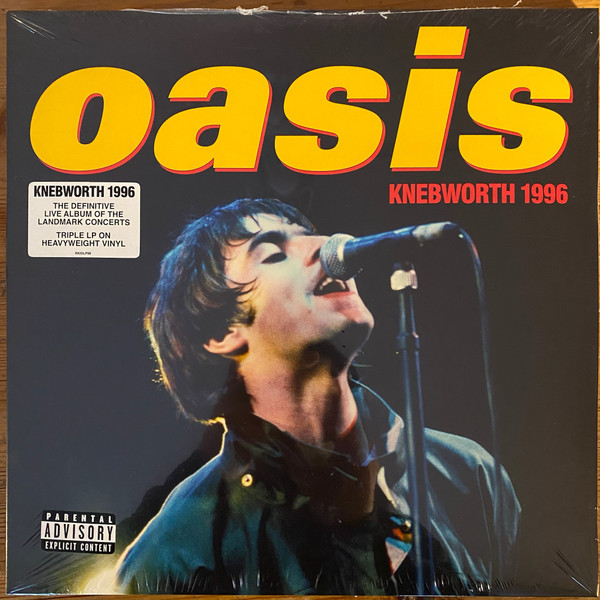 oasis
KNEBWORTH 1996
KNEBWORTH 1996
THE DEFINITIVE
LIVE ALBUM OF THE
LANDMARK CONCERTS
TRIPLE LP ON
HEAVYWEIGHT VINYL
PARENTAL
ADVISORY
EXPLICIT CONTENT